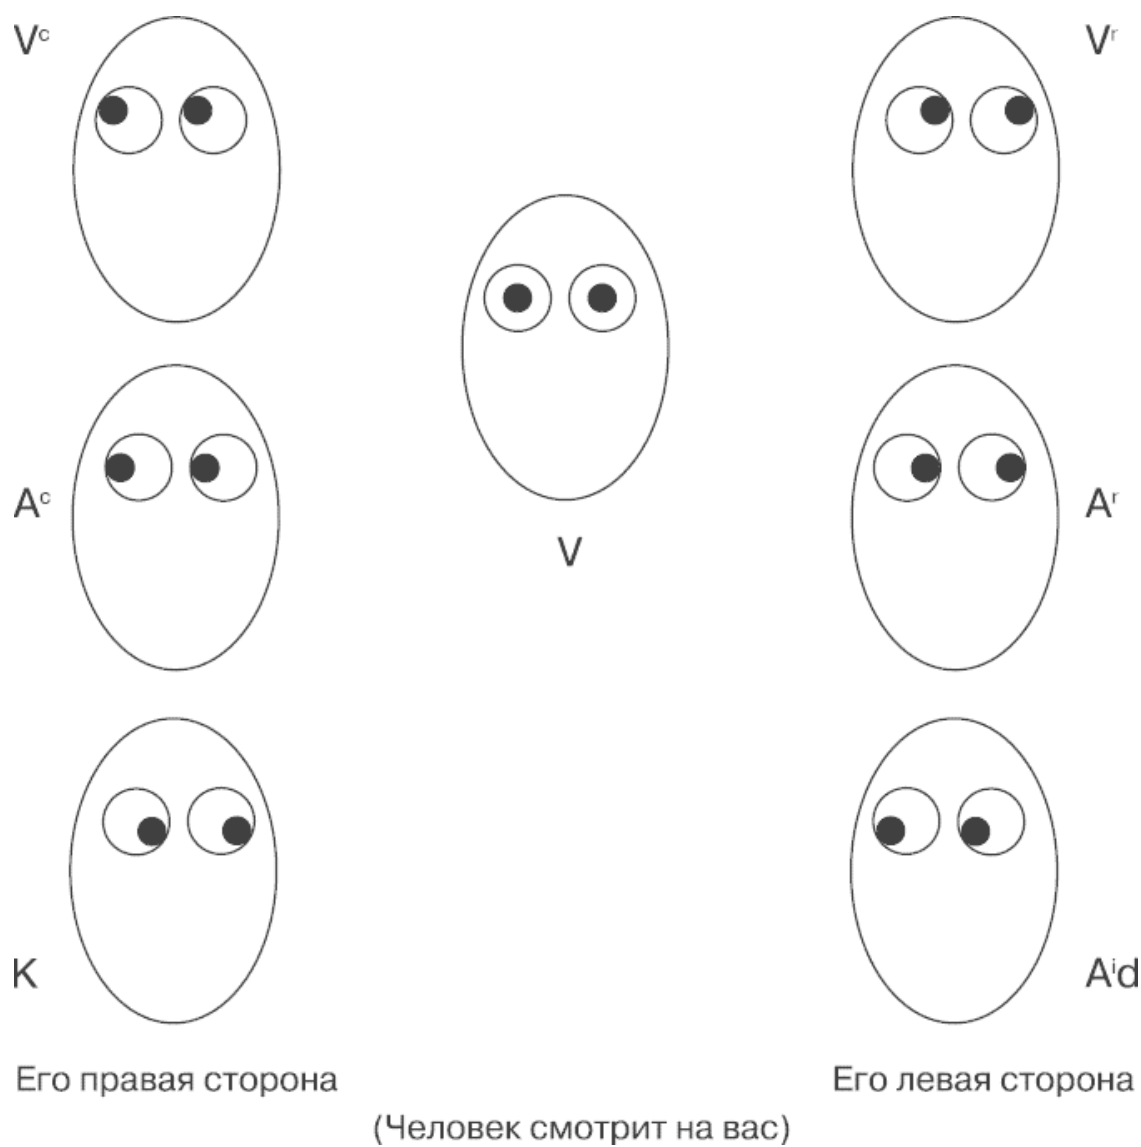 Vᶜ
Vʳ
V
Aᶜ
Aʳ
K
Aⁱd
Его правая сторона
Его левая сторона
(Человек смотрит на вас)